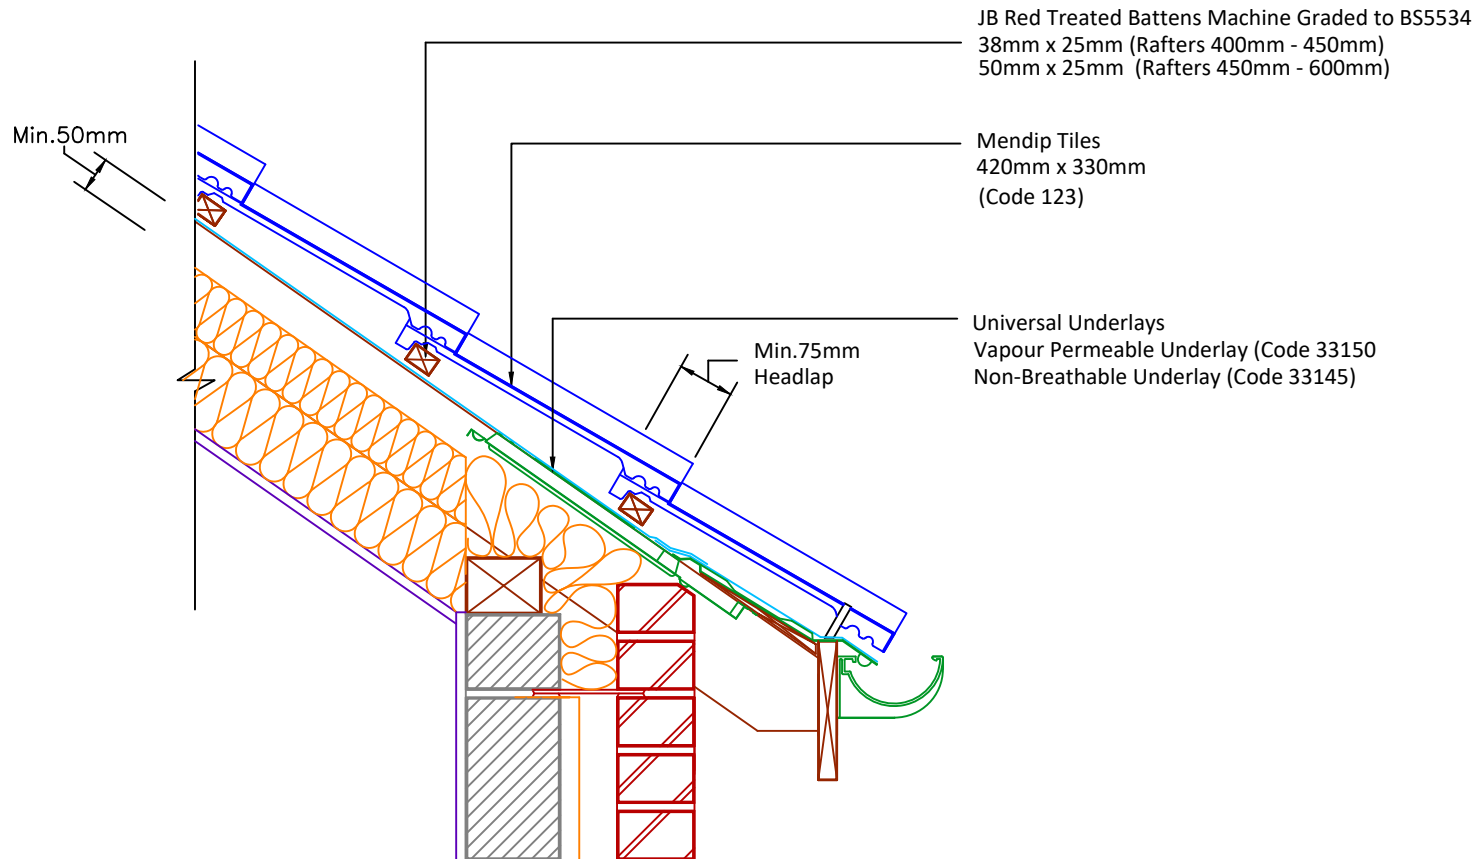 JB Red Treated Battens Machine Graded to BS5534
38mm x 25mm (Rafters 400mm - 450mm)
50mm x 25mm (Rafters 450mm - 600mm)
Min.50mm
Mendip Tiles
420mm x 330mm
(Code 123)
Universal Underlays
Vapour Permeable Underlay (Code 33150
Non-Breathable Underlay (Code 33145)
Min.75mm
Headlap